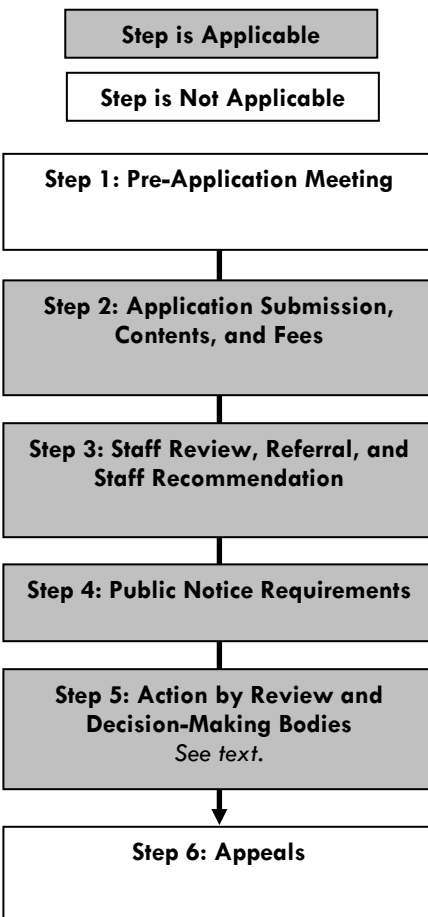 Step is Applicable
Step is Not Applicable
Step 1: Pre-Application Meeting
Step 2: Application Submission,
Contents, and Fees
Step 3: Staff Review, Referral, and
Staff Recommendation
Step 4: Public Notice Requirements
Step 5: Action by Review and
Decision-Making Bodies
See text.
Step 6: Appeals